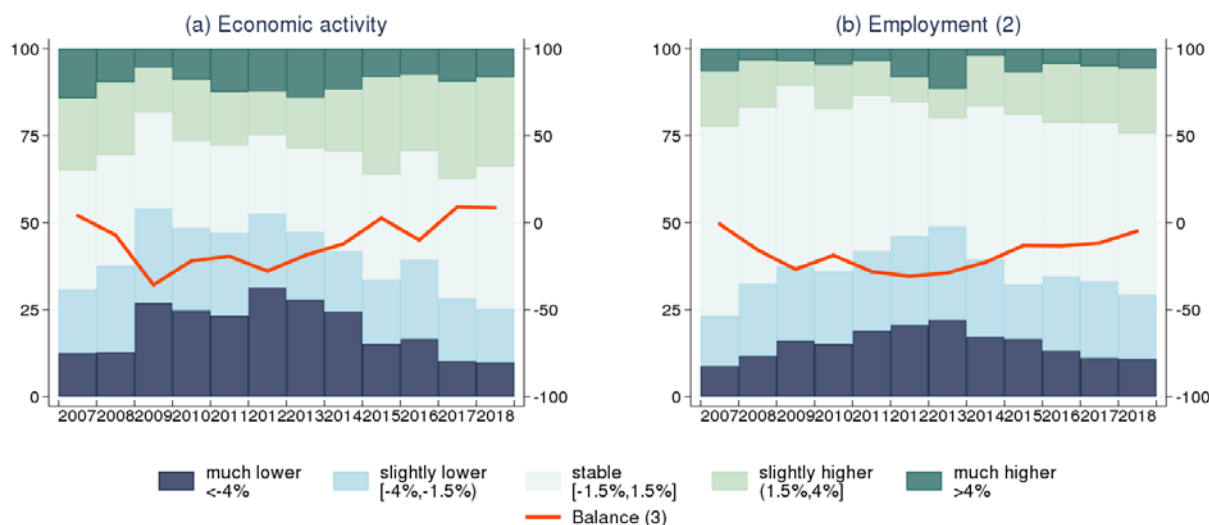 (a) Economic activity
(b) Employment (2)
100
75
50
25
0
100
50
0
-50
-100
2007 2008 2009 2010 2011 2012 2013 2014 2015 2016 2017 2018
100
75
50
25
0
100
50
0
-50
-100
2007 2008 2009 2010 2011 2012 2013 2014 2015 2016 2017 2018
much lower
<-4%
slightly lower
[-4%,-1.5%)
stable
[-1.5%,1.5%]
slightly higher
(1.5%,4%]
much higher
>4%
Balance (3)